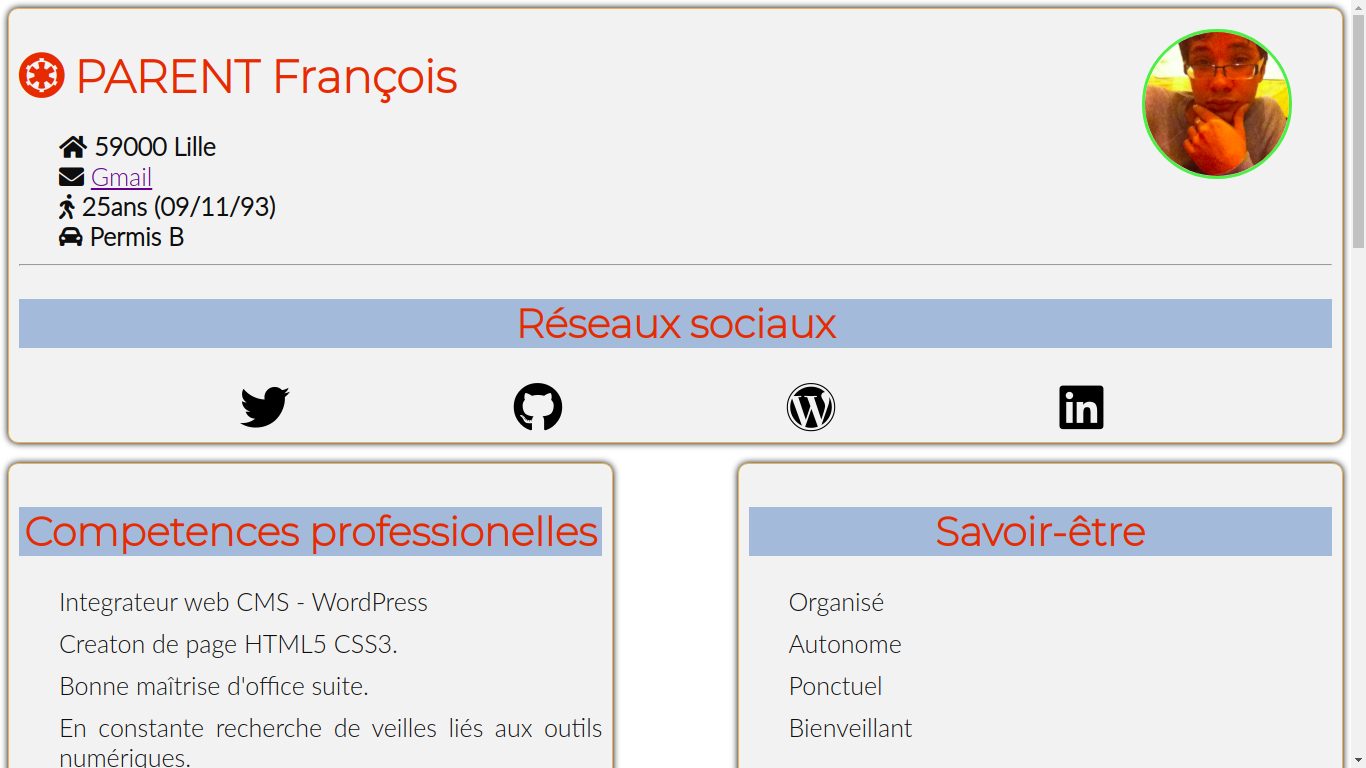 PARENT François
59000 Lille
Gmail
25ans (09/11/93)
Permis B
Réseaux sociaux
Competences professionelles
Integrateur web CMS - WordPress
Creaton de page HTML5 CSS3.
Bonne maîtrise d'office suite.
En constante recherche de veilles liés aux outils
numériques.
Savoir-être
Organisé
Autonome
Ponctuel
Bienveillant